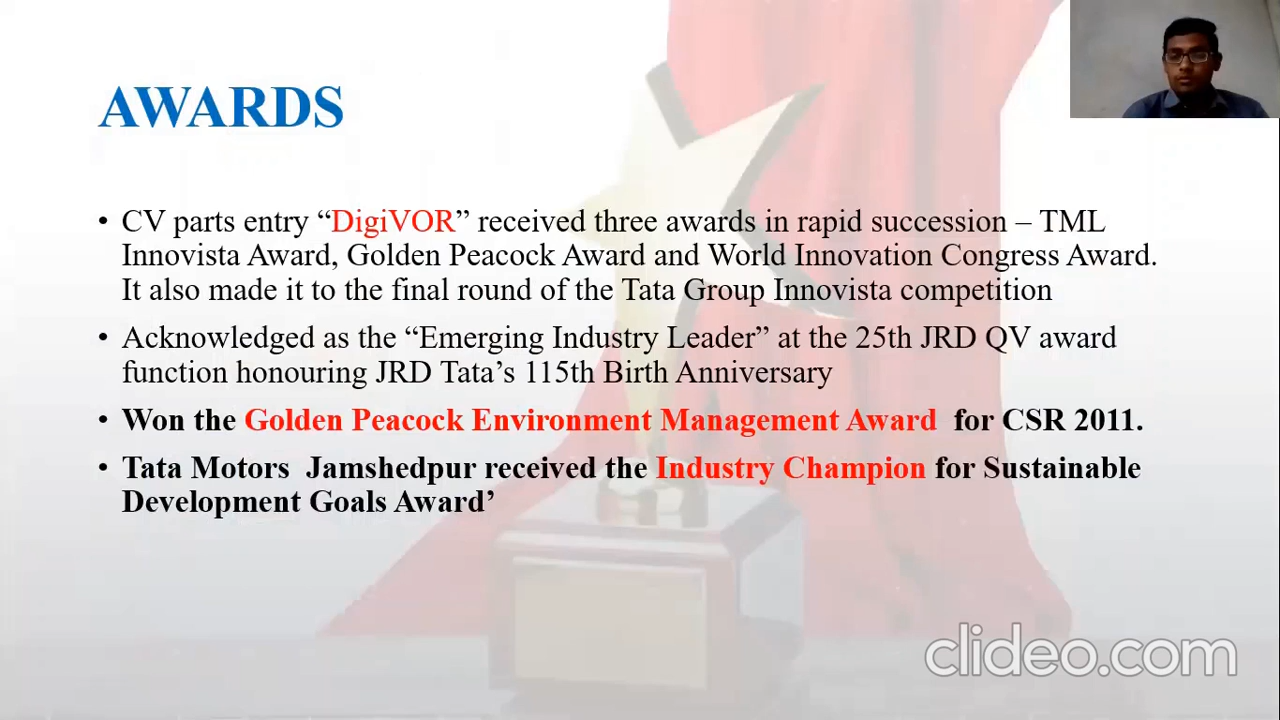 AWARDS
• CV parts entry “DigiVOR” received three awards in rapid succession – TML
Innovista Award, Golden Peacock Award and World Innovation Congress Award.
It also made it to the final round of the Tata Group Innovista competition
• Acknowledged as the “Emerging Industry Leader” at the 25th JRD QV award
function honouring JRD Tata’s 115th Birth Anniversary
• Won the Golden Peacock Environment Management Award for CSR 2011.
• Tata Motors Jamshedpur received the Industry Champion for Sustainable
Development Goals Award’
clideo.com